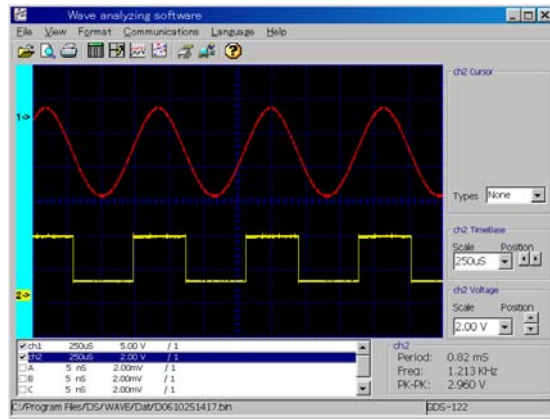 Wave analyzing software
File View Format Communications Language Help
1->
2->
ch2 Cursor
Types None
ch2 TimeBase
Scale Position
250uS
ch2 Voltage
Scale Position
2.00 V
ch1 250uS 5.00 V / 1
ch2 250uS 2.00 V / 1
A 5 nS 2.00mV / 1
B 5 nS 2.00mV / 1
C 5 nS 2.00mV / 1
ch2
Period: 0.82 mS
Freq: 1.213 KHz
PK-PK: 2.960 V
C:/Program Files/DS/WAVE/Dat/D0610251417.bin
GDS-122